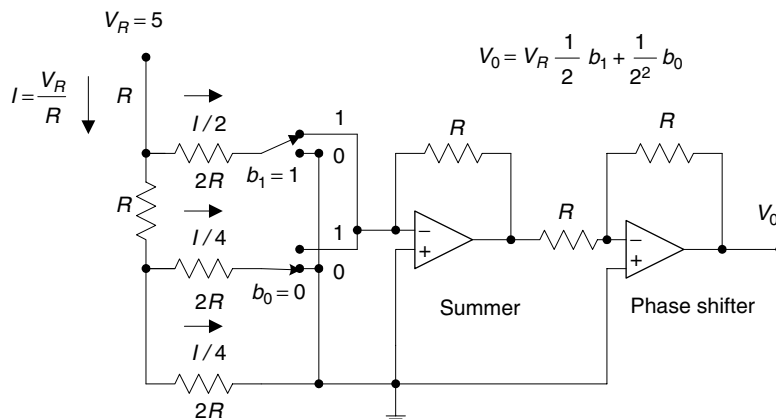 V_R = 5
V_0 = V_R 1/2 b_1 + 1/2^2 b_0
I = V_R/R
R
I/2
1
R
0
b_1 = 1
2R
R
R
R
I/4
1
V_0
−
+
−
+
0
b_0 = 0
2R
Summer
Phase shifter
I/4
2R